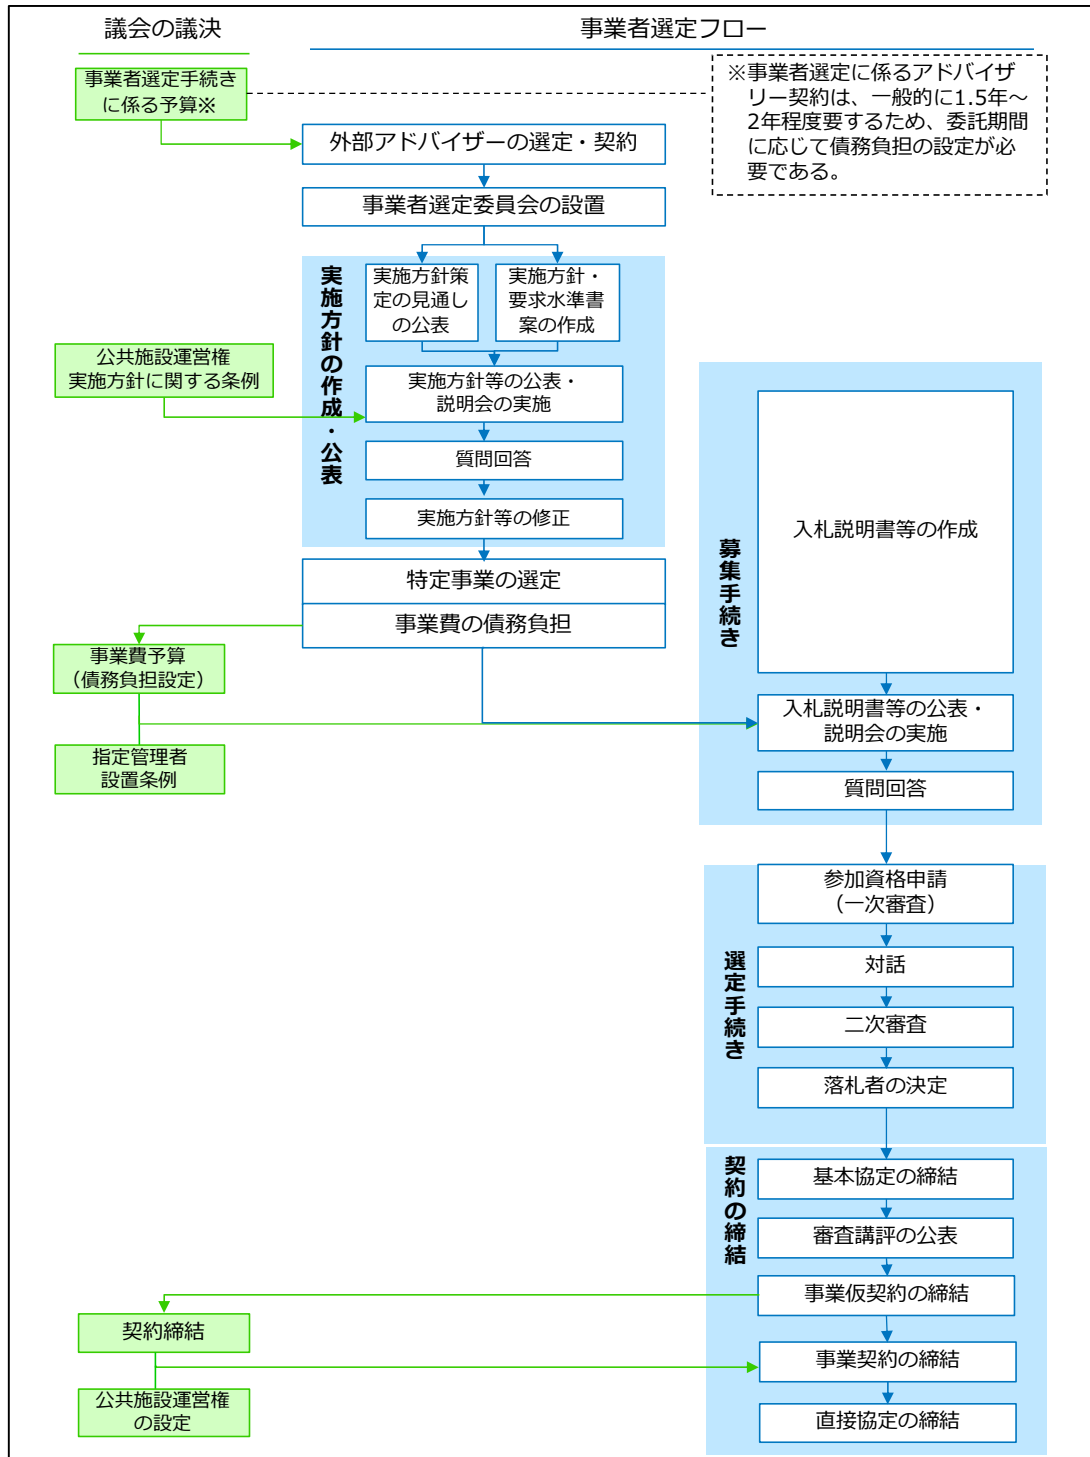 議会の議決
事業者選定フロー
事業者選定手続き
に係る予算※
※事業者選定に係るアドバイザ
リー契約は、一般的に1.5年～
2年程度要するため、委託期間
に応じて債務負担の設定が必
要である。
外部アドバイザーの選定・契約
事業者選定委員会の設置
実施方針の作成・公表
実施方針策
定の見通し
の公表
実施方針・
要求水準書
案の作成
公共施設運営権
実施方針に関する条例
実施方針等の公表・
説明会の実施
質問回答
実施方針等の修正
特定事業の選定
事業費の債務負担
事業費予算
（債務負担設定）
指定管理者
設置条例
募集手続き
入札説明書等の作成
入札説明書等の公表・
説明会の実施
質問回答
選定手続き
参加資格申請
（一次審査）
対話
二次審査
落札者の決定
契約の締結
基本協定の締結
審査講評の公表
事業仮契約の締結
契約締結
事業契約の締結
公共施設運営権
の設定
直接協定の締結